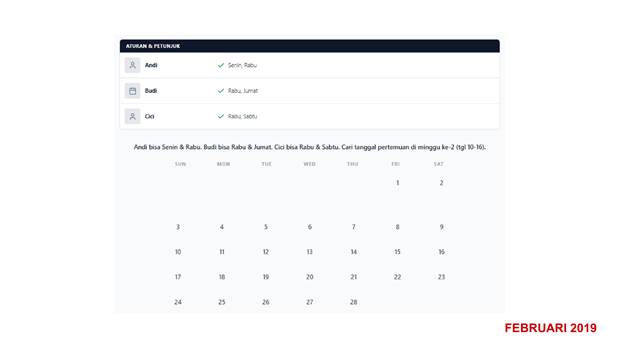 ATURAN & PETUNJUK
Andi Senin, Rabu
Budi Rabu, Jumat
Cici Rabu, Sabtu
Andi bisa Senin & Rabu. Budi bisa Rabu & Jumat. Cici bisa Rabu & Sabtu. Cari tanggal pertemuan di minggu ke-2 (tgl 10-16).
SUN MON TUE WED THU FRI SAT
1 2
3 4 5 6 7 8 9
10 11 12 13 14 15 16
17 18 19 20 21 22 23
24 25 26 27 28
FEBRUARI 2019